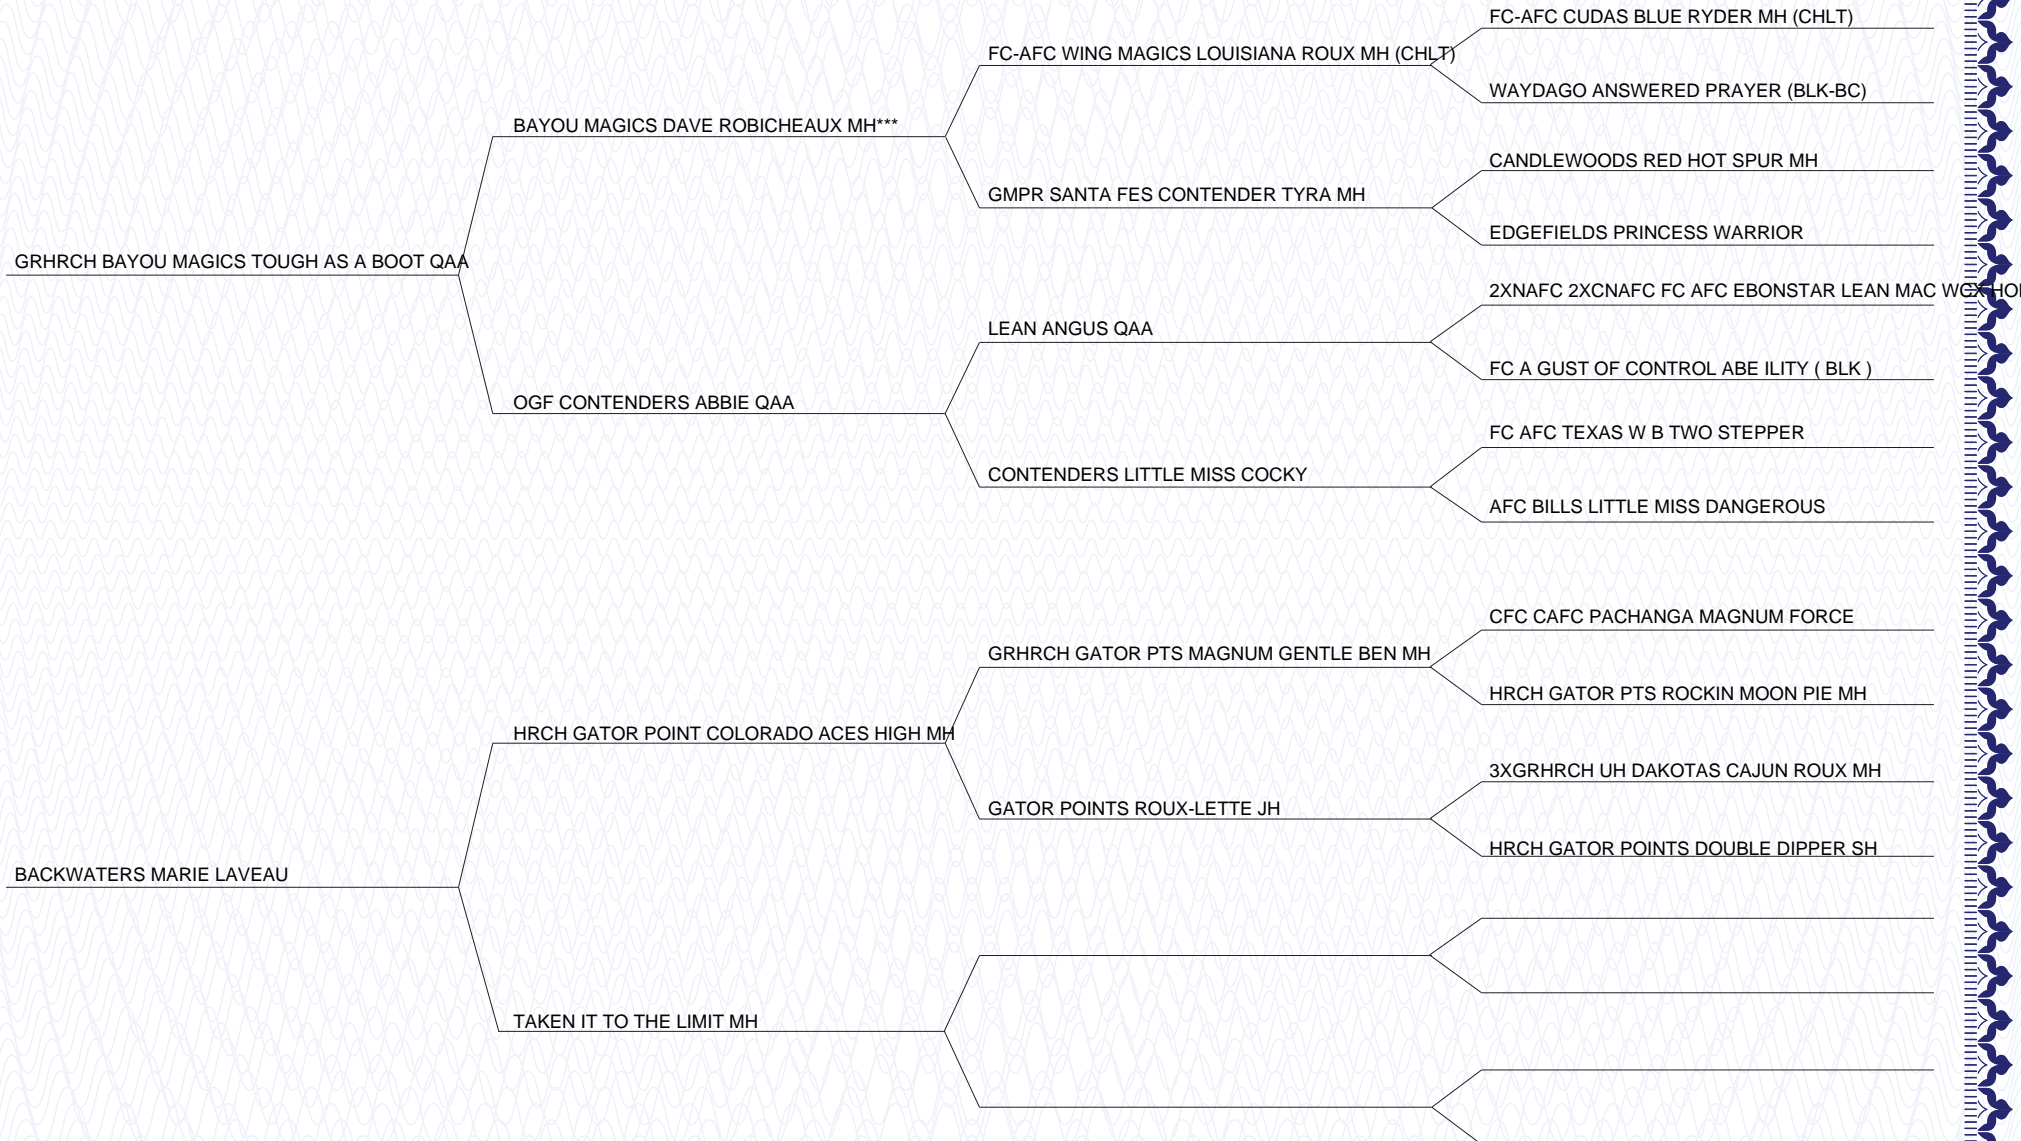 FC-AFC CUDAS BLUE RYDER MH (CHLT)
FC-AFC WING MAGICS LOUISIANA ROUX MH (CHLT)
WAYDAGO ANSWERED PRAYER (BLK-BC)
BAYOU MAGICS DAVE ROBICHEAUX MH***
CANDLEWOODS RED HOT SPUR MH
GMPR SANTA FES CONTENDER TYRA MH
EDGEFIELDS PRINCESS WARRIOR
GRHRCH BAYOU MAGICS TOUGH AS A BOOT QAA
2XNAFC 2XCNAFC FC AFC EBONSTAR LEAN MAC WCX
LEAN ANGUS QAA
FC A GUST OF CONTROL ABE ILITY ( BLK )
OGF CONTENDERS ABBIE QAA
FC AFC TEXAS W B TWO STEPPER
CONTENDERS LITTLE MISS COCKY
AFC BILLS LITTLE MISS DANGEROUS
CFC CAFC PACHANGA MAGNUM FORCE
GRHRCH GATOR PTS MAGNUM GENTLE BEN MH
HRCH GATOR PTS ROCKIN MOON PIE MH
HRCH GATOR POINT COLORADO ACES HIGH MH
3XGRHRCH UH DAKOTAS CAJUN ROUX MH
GATOR POINTS ROUX-LETTE JH
HRCH GATOR POINTS DOUBLE DIPPER SH
BACKWATERS MARIE LAVEAU
TAKEN IT TO THE LIMIT MH